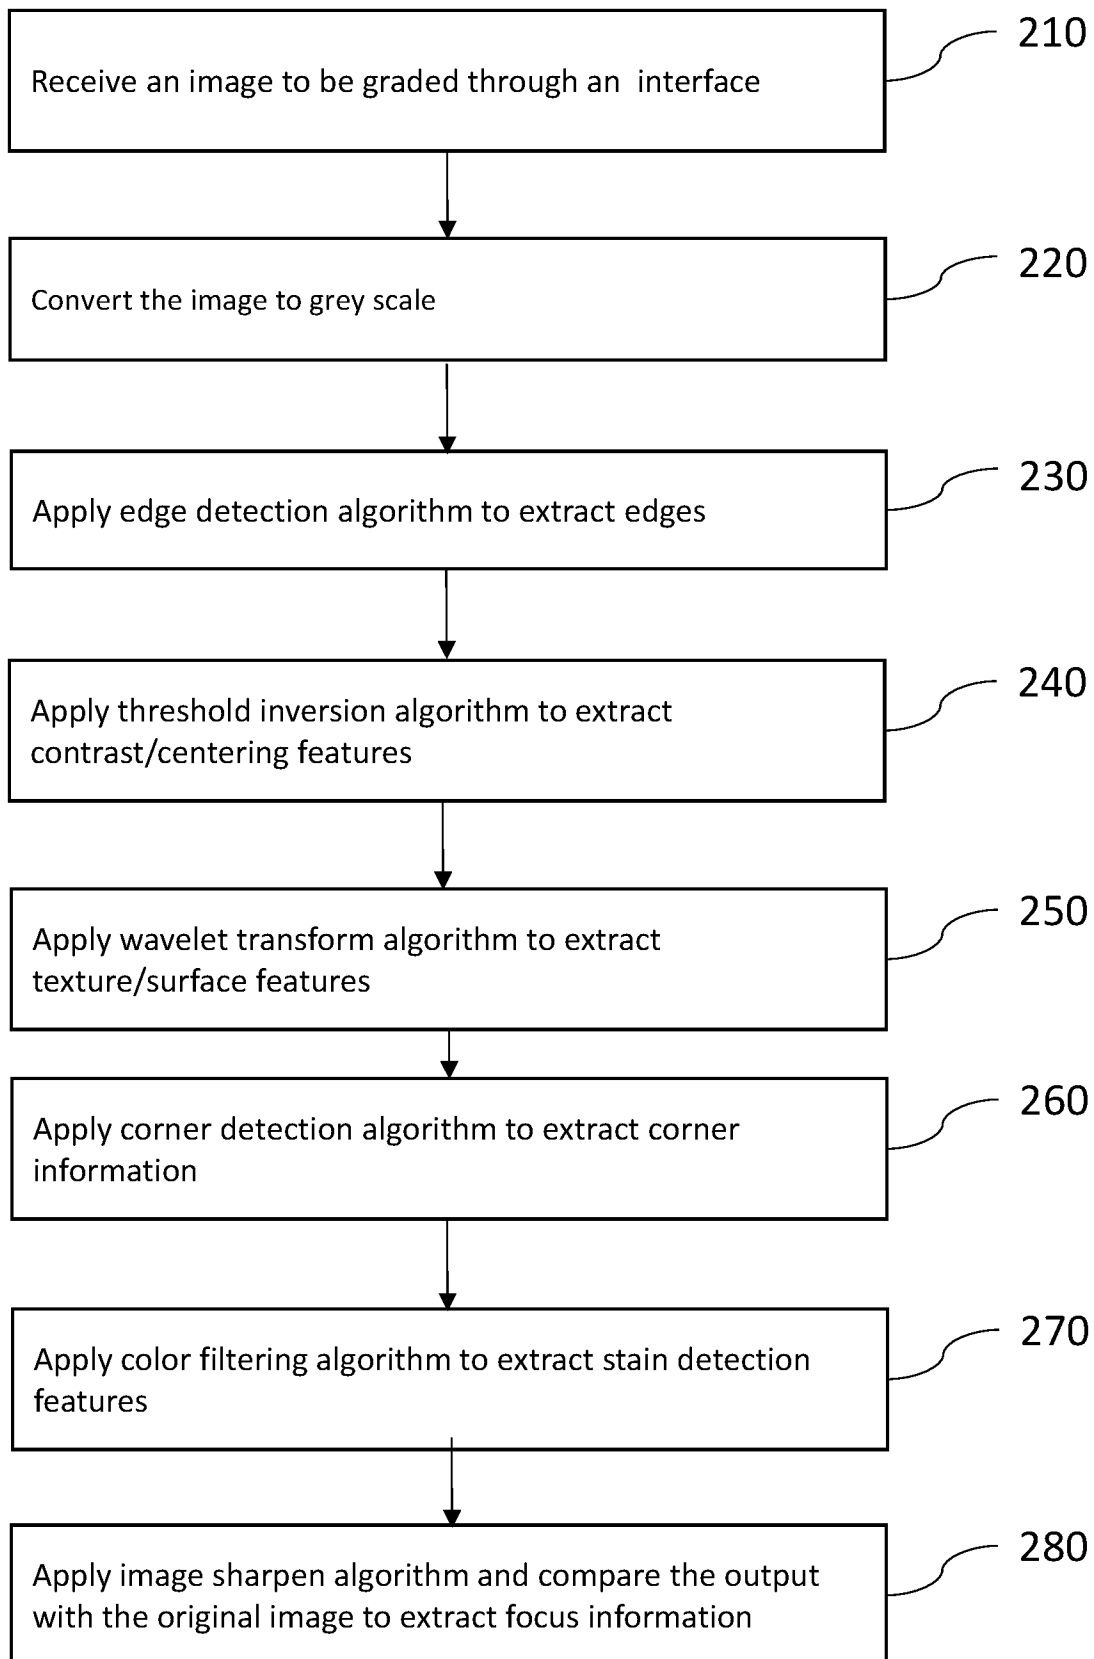 210
Receive an image to be graded through an interface
220
Convert the image to grey scale
230
Apply edge detection algorithm to extract edges
240
Apply threshold inversion algorithm to extract
contrast/centering features
250
Apply wavelet transform algorithm to extract
texture/surface features
260
Apply corner detection algorithm to extract corner
information
270
Apply color filtering algorithm to extract stain detection
features
280
Apply image sharpen algorithm and compare the output
with the original image to extract focus information